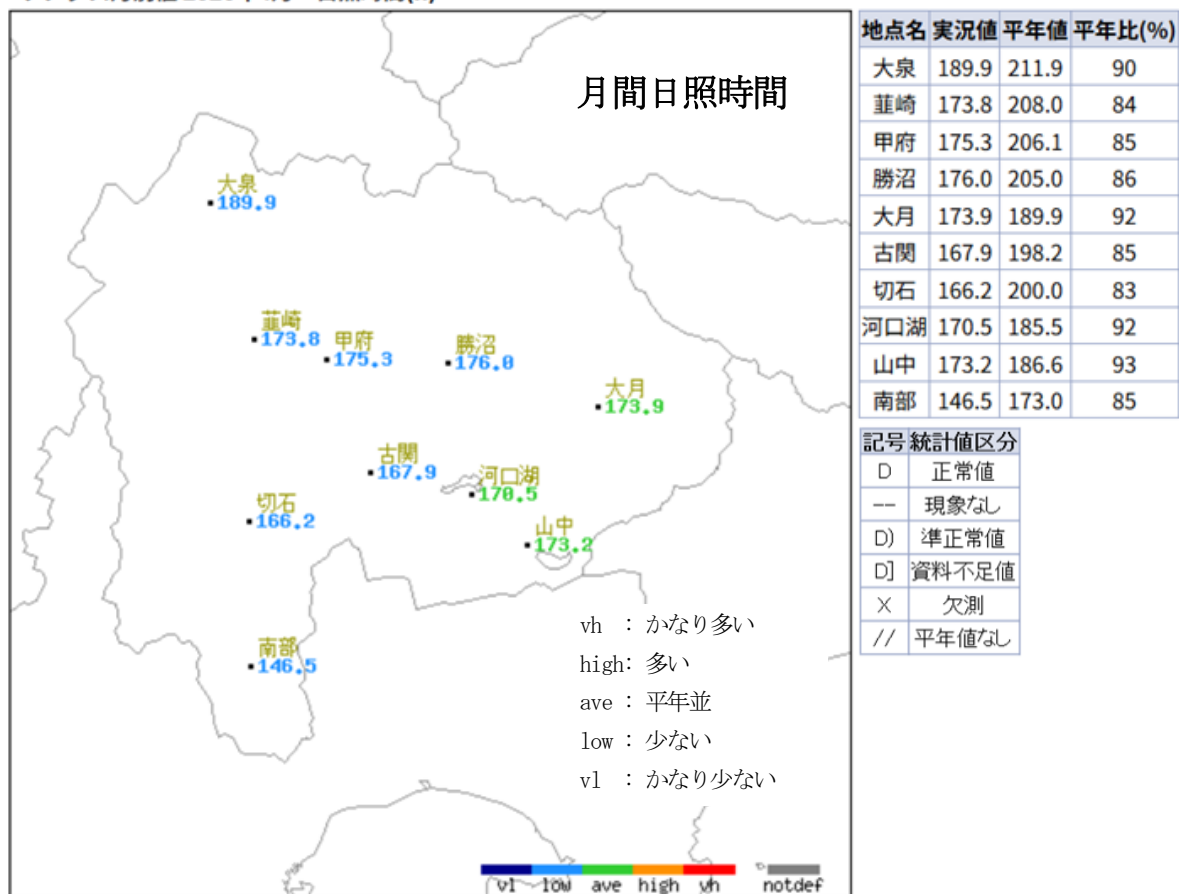 月間日照時間
大泉
189.9
韮崎
173.8
甲府
175.3
勝沼
176.0
大月
173.9
古関
167.9
河口湖
170.5
切石
166.2
山中
173.2
南部
146.5
vh : かなり多い
high: 多い
ave : 平年並
low : 少ない
vl : かなり少ない
vl low ave high vh notdef
地点名 実況値 平年値 平年比(%)
大泉 189.9 211.9 90
韮崎 173.8 208.0 84
甲府 175.3 206.1 85
勝沼 176.0 205.0 86
大月 173.9 189.9 92
古関 167.9 198.2 85
切石 166.2 200.0 83
河口湖 170.5 185.5 92
山中 173.2 186.6 93
南部 146.5 173.0 85
記号 統計値区分
D 正常値
-- 現象なし
D) 準正常値
D] 資料不足値
X 欠測
// 平年値なし